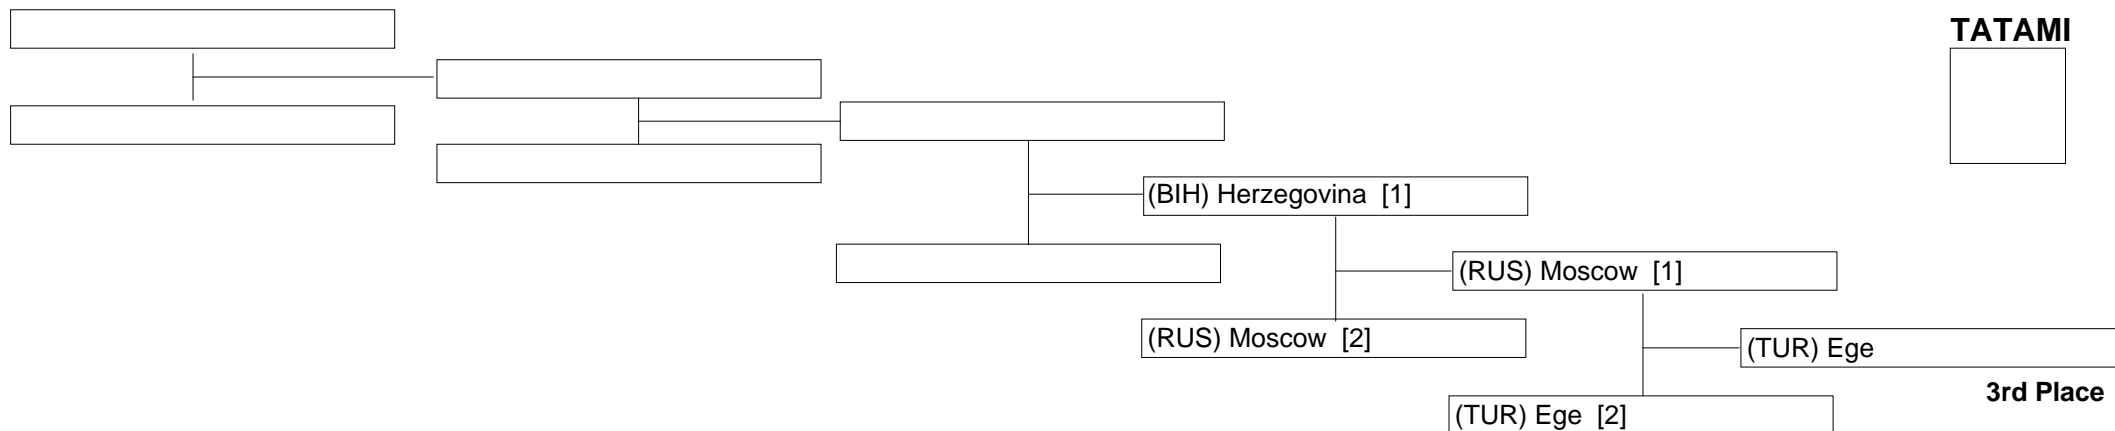 TATAMI
(BIH) Herzegovina [1]
(RUS) Moscow [1]
(RUS) Moscow [2]
(TUR) Ege
3rd Place
(TUR) Ege [2]